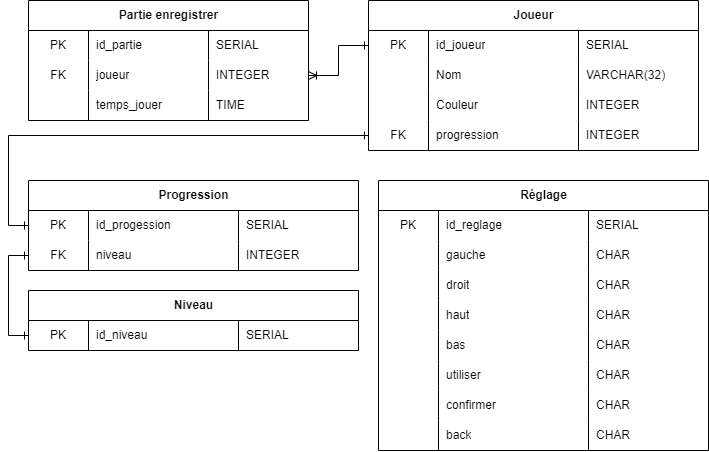 Partie enregistrer
PK id_partie SERIAL
FK joueur INTEGER
temps_jouer TIME
Joueur
PK id_joueur SERIAL
Nom VARCHAR(32)
Couleur INTEGER
FK progression INTEGER
Progression
PK id_progession SERIAL
FK niveau INTEGER
Niveau
PK id_niveau SERIAL
Réglage
PK id_reglage SERIAL
gauche CHAR
droit CHAR
haut CHAR
bas CHAR
utiliser CHAR
confirmer CHAR
back CHAR